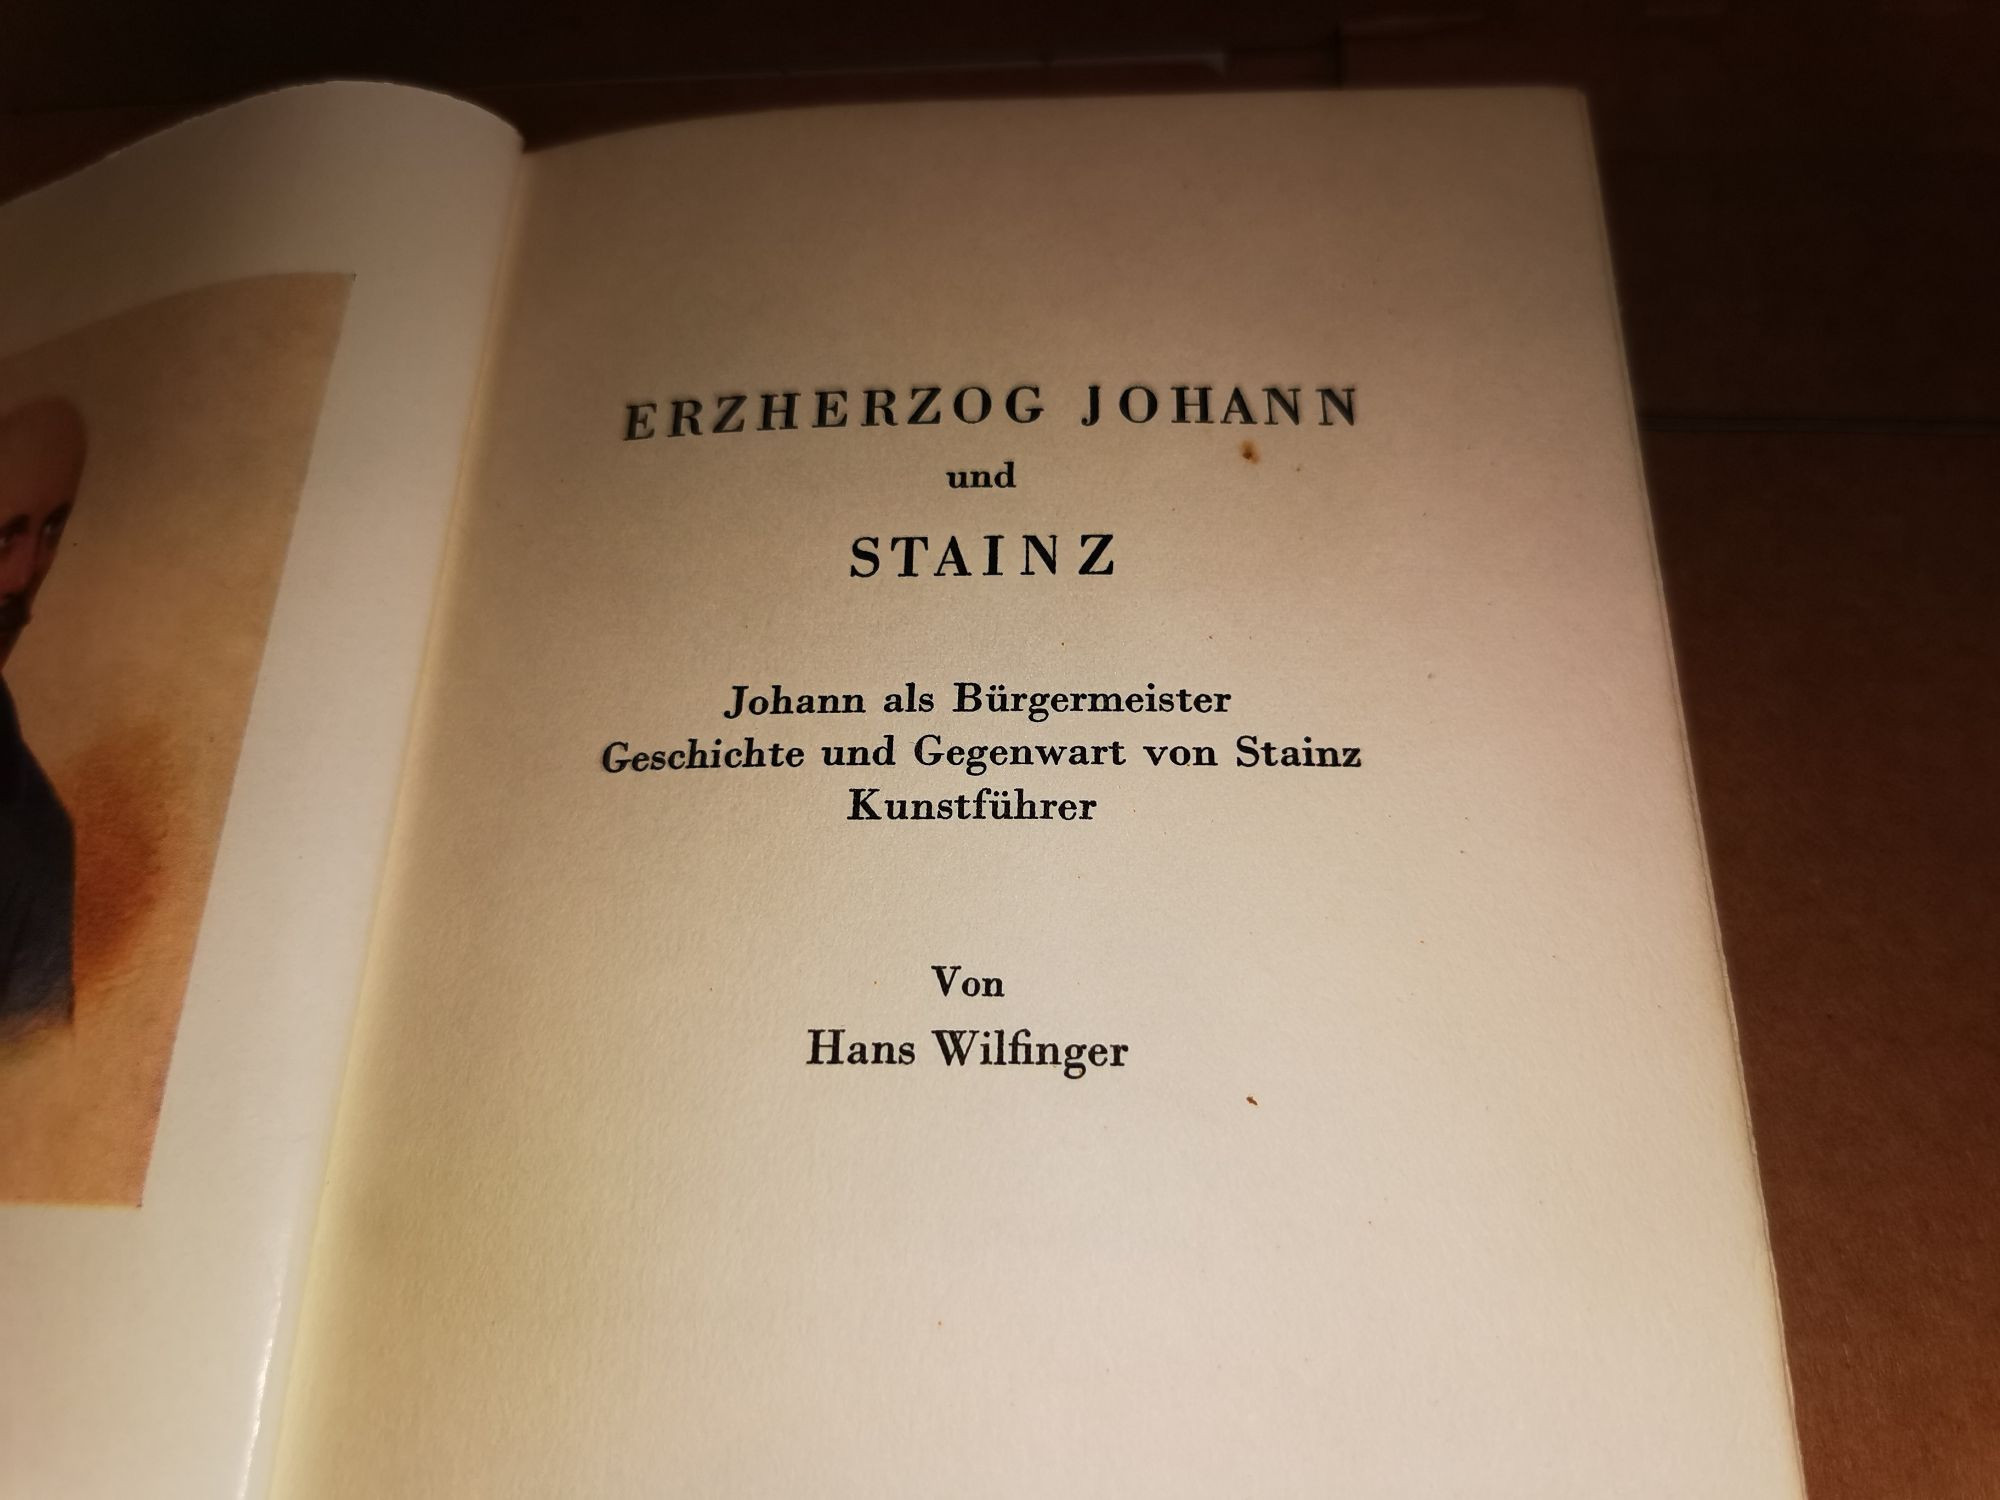 ERZHERZOG JOHANN
und
STAINZ
Johann als Bürgermeister
Geschichte und Gegenwart von Stainz
Kunstführer
Von
Hans Wilfinger